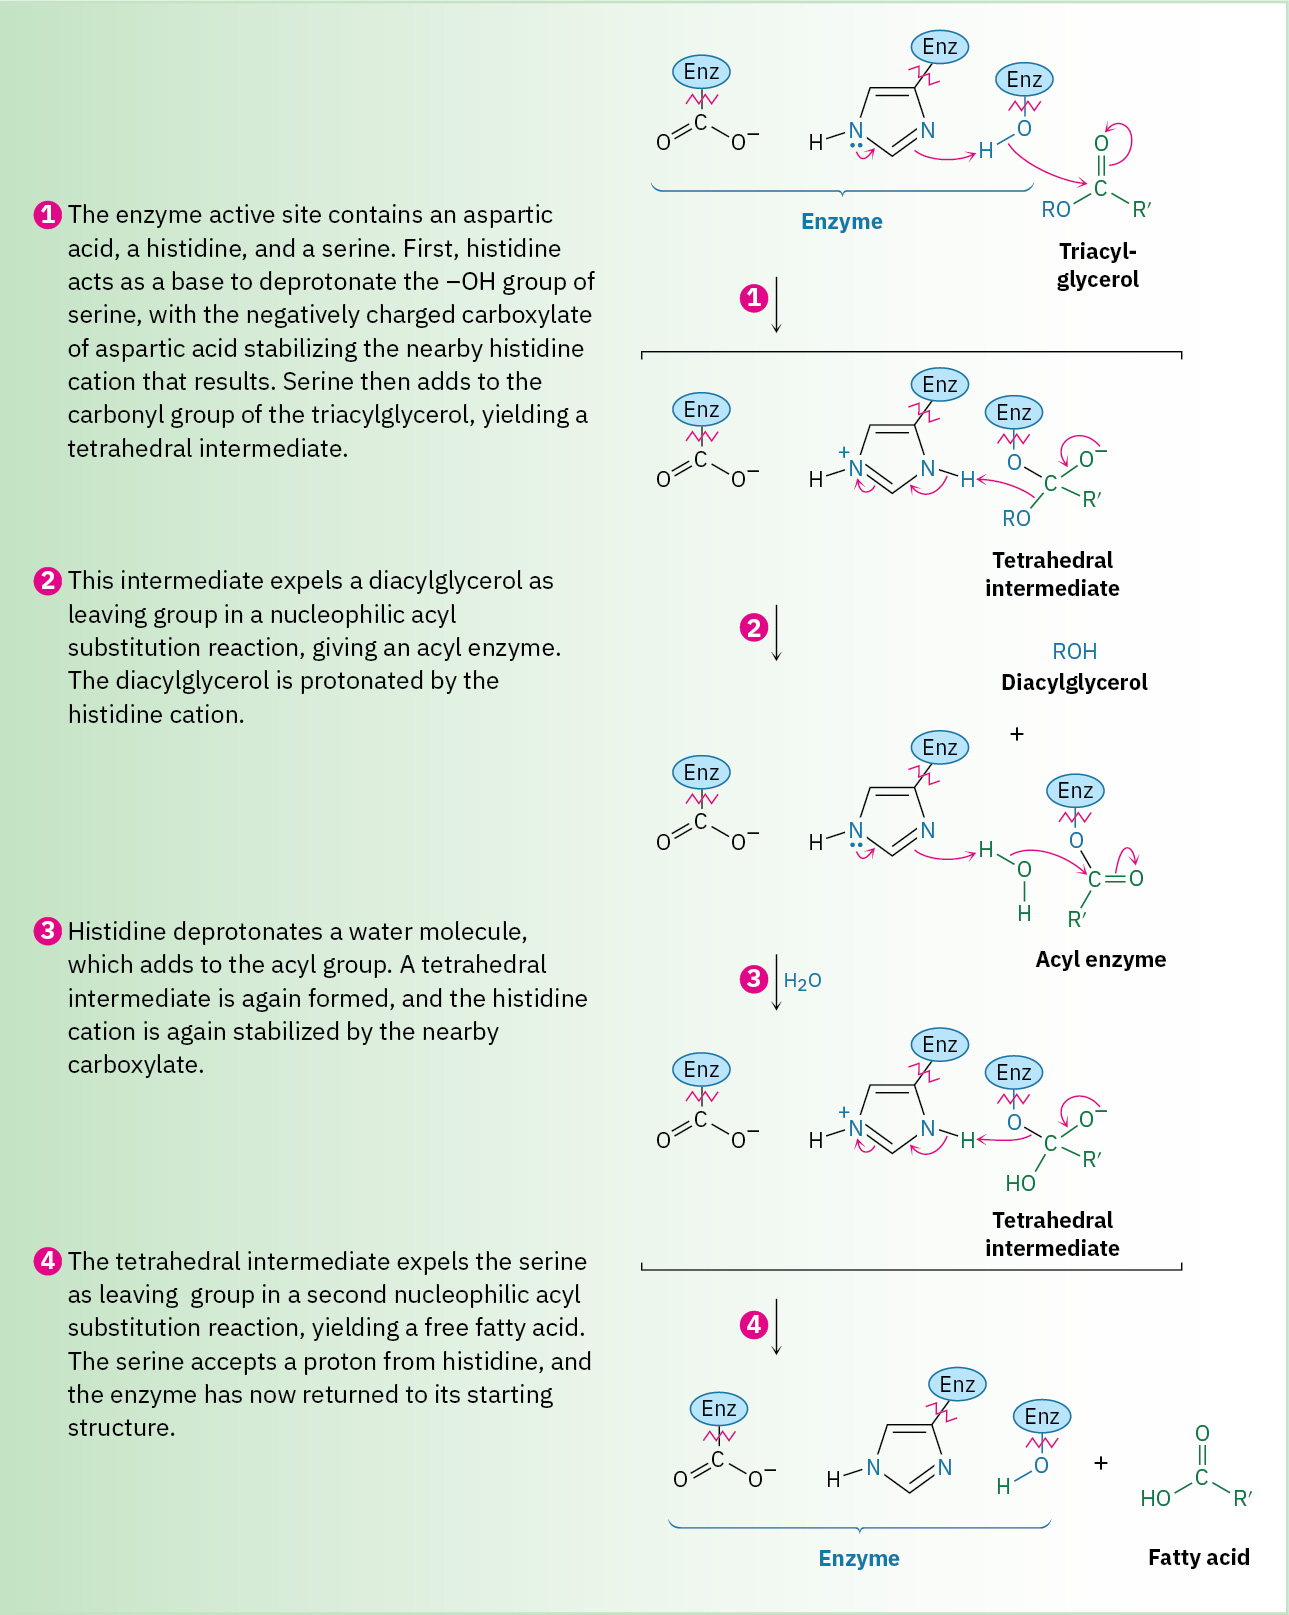 Enz
Enz
Enz
C
O
O−
H
N
N
H
O
O
C
RO
R′
Enzyme
Triacyl-
glycerol
1 The enzyme active site contains an aspartic
acid, a histidine, and a serine. First, histidine
acts as a base to deprotonate the –OH group of
serine, with the negatively charged carboxylate
of aspartic acid stabilizing the nearby histidine
cation that results. Serine then adds to the
carbonyl group of the triacylglycerol, yielding a
tetrahedral intermediate.
1
Enz
Enz
Enz
C
O
O−
H
+
N
N
H
O
C
O−
R′
RO
Tetrahedral
intermediate
2 This intermediate expels a diacylglycerol as
leaving group in a nucleophilic acyl
substitution reaction, giving an acyl enzyme.
The diacylglycerol is protonated by the
histidine cation.
2
ROH
Diacylglycerol
+
Enz
Enz
Enz
C
O
O−
H
N
N
H
O
H
O
C
O
R′
Acyl enzyme
3 Histidine deprotonates a water molecule,
which adds to the acyl group. A tetrahedral
intermediate is again formed, and the histidine
cation is again stabilized by the nearby
carboxylate.
3
H2O
Enz
Enz
Enz
C
O
O−
H
+
N
N
H
O
C
O−
R′
HO
Tetrahedral
intermediate
4 The tetrahedral intermediate expels the serine
as leaving group in a second nucleophilic acyl
substitution reaction, yielding a free fatty acid.
The serine accepts a proton from histidine, and
the enzyme has now returned to its starting
structure.
4
Enz
Enz
Enz
C
O
O−
H
N
N
H
O
+
O
C
HO
R′
Enzyme
Fatty acid